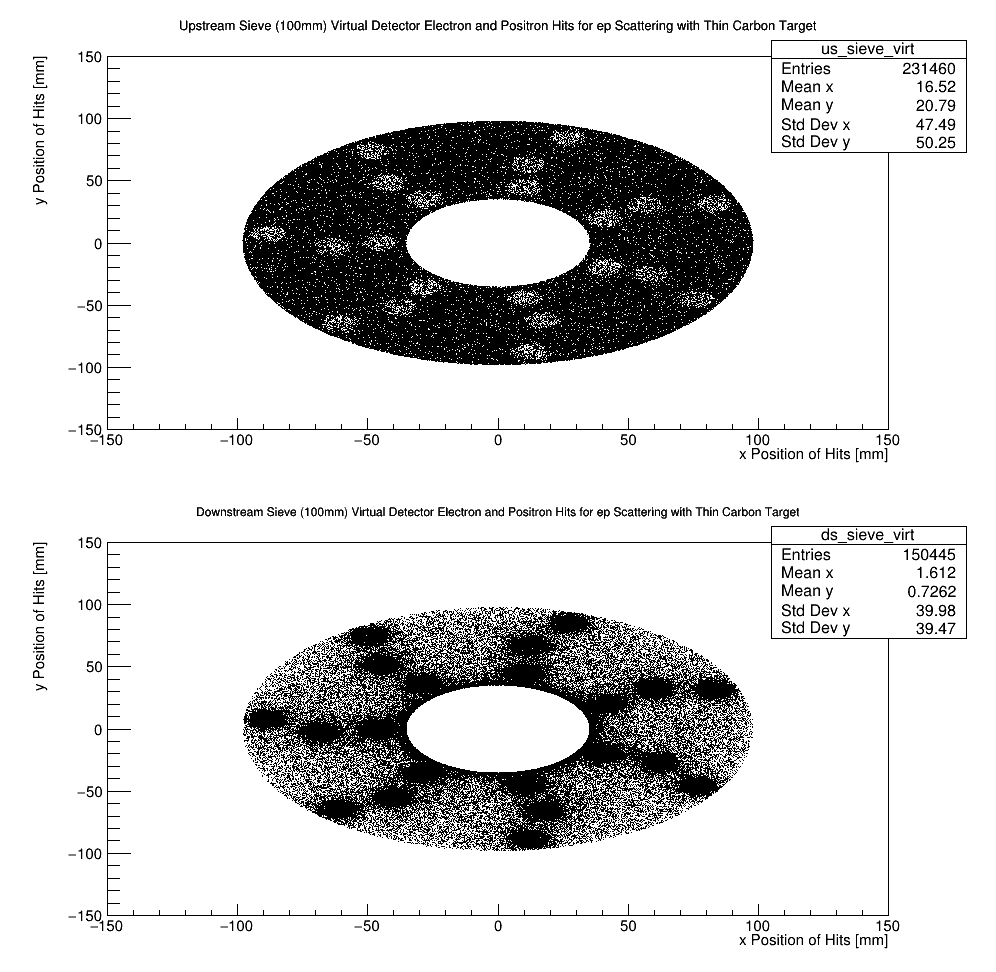 Upstream Sieve (100mm) Virtual Detector Electron and Positron Hits for ep Scattering with Thin Carbon Target
us_sieve_virt
Entries 231460
Mean x 16.52
Mean y 20.79
Std Dev x 47.49
Std Dev y 50.25
y Position of Hits [mm]
150
100
50
0
−50
−100
−150
−150 −100 −50 0 50 100 150
x Position of Hits [mm]
Downstream Sieve (100mm) Virtual Detector Electron and Positron Hits for ep Scattering with Thin Carbon Target
ds_sieve_virt
Entries 150445
Mean x 1.612
Mean y 0.7262
Std Dev x 39.98
Std Dev y 39.47
y Position of Hits [mm]
150
100
50
0
−50
−100
−150
−150 −100 −50 0 50 100 150
x Position of Hits [mm]